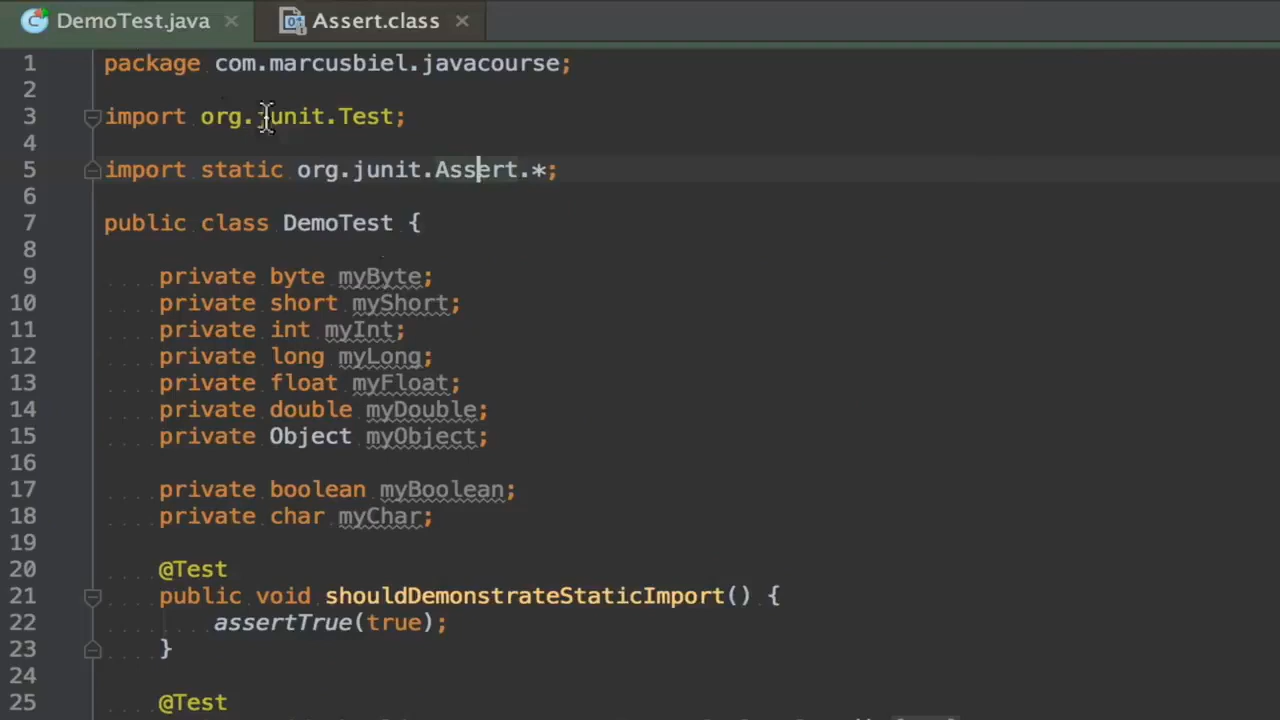 DemoTest.java
Assert.class
1 package com.marcusbiel.javacourse;
2
3 import org.junit.Test;
4
5 import static org.junit.Assert.*;
6
7 public class DemoTest {
8
9 private byte myByte;
10 private short myShort;
11 private int myInt;
12 private long myLong;
13 private float myFloat;
14 private double myDouble;
15 private Object myObject;
16
17 private boolean myBoolean;
18 private char myChar;
19
20 @Test
21 public void shouldDemonstrateStaticImport() {
22 assertTrue(true);
23 }
24
25 @Test